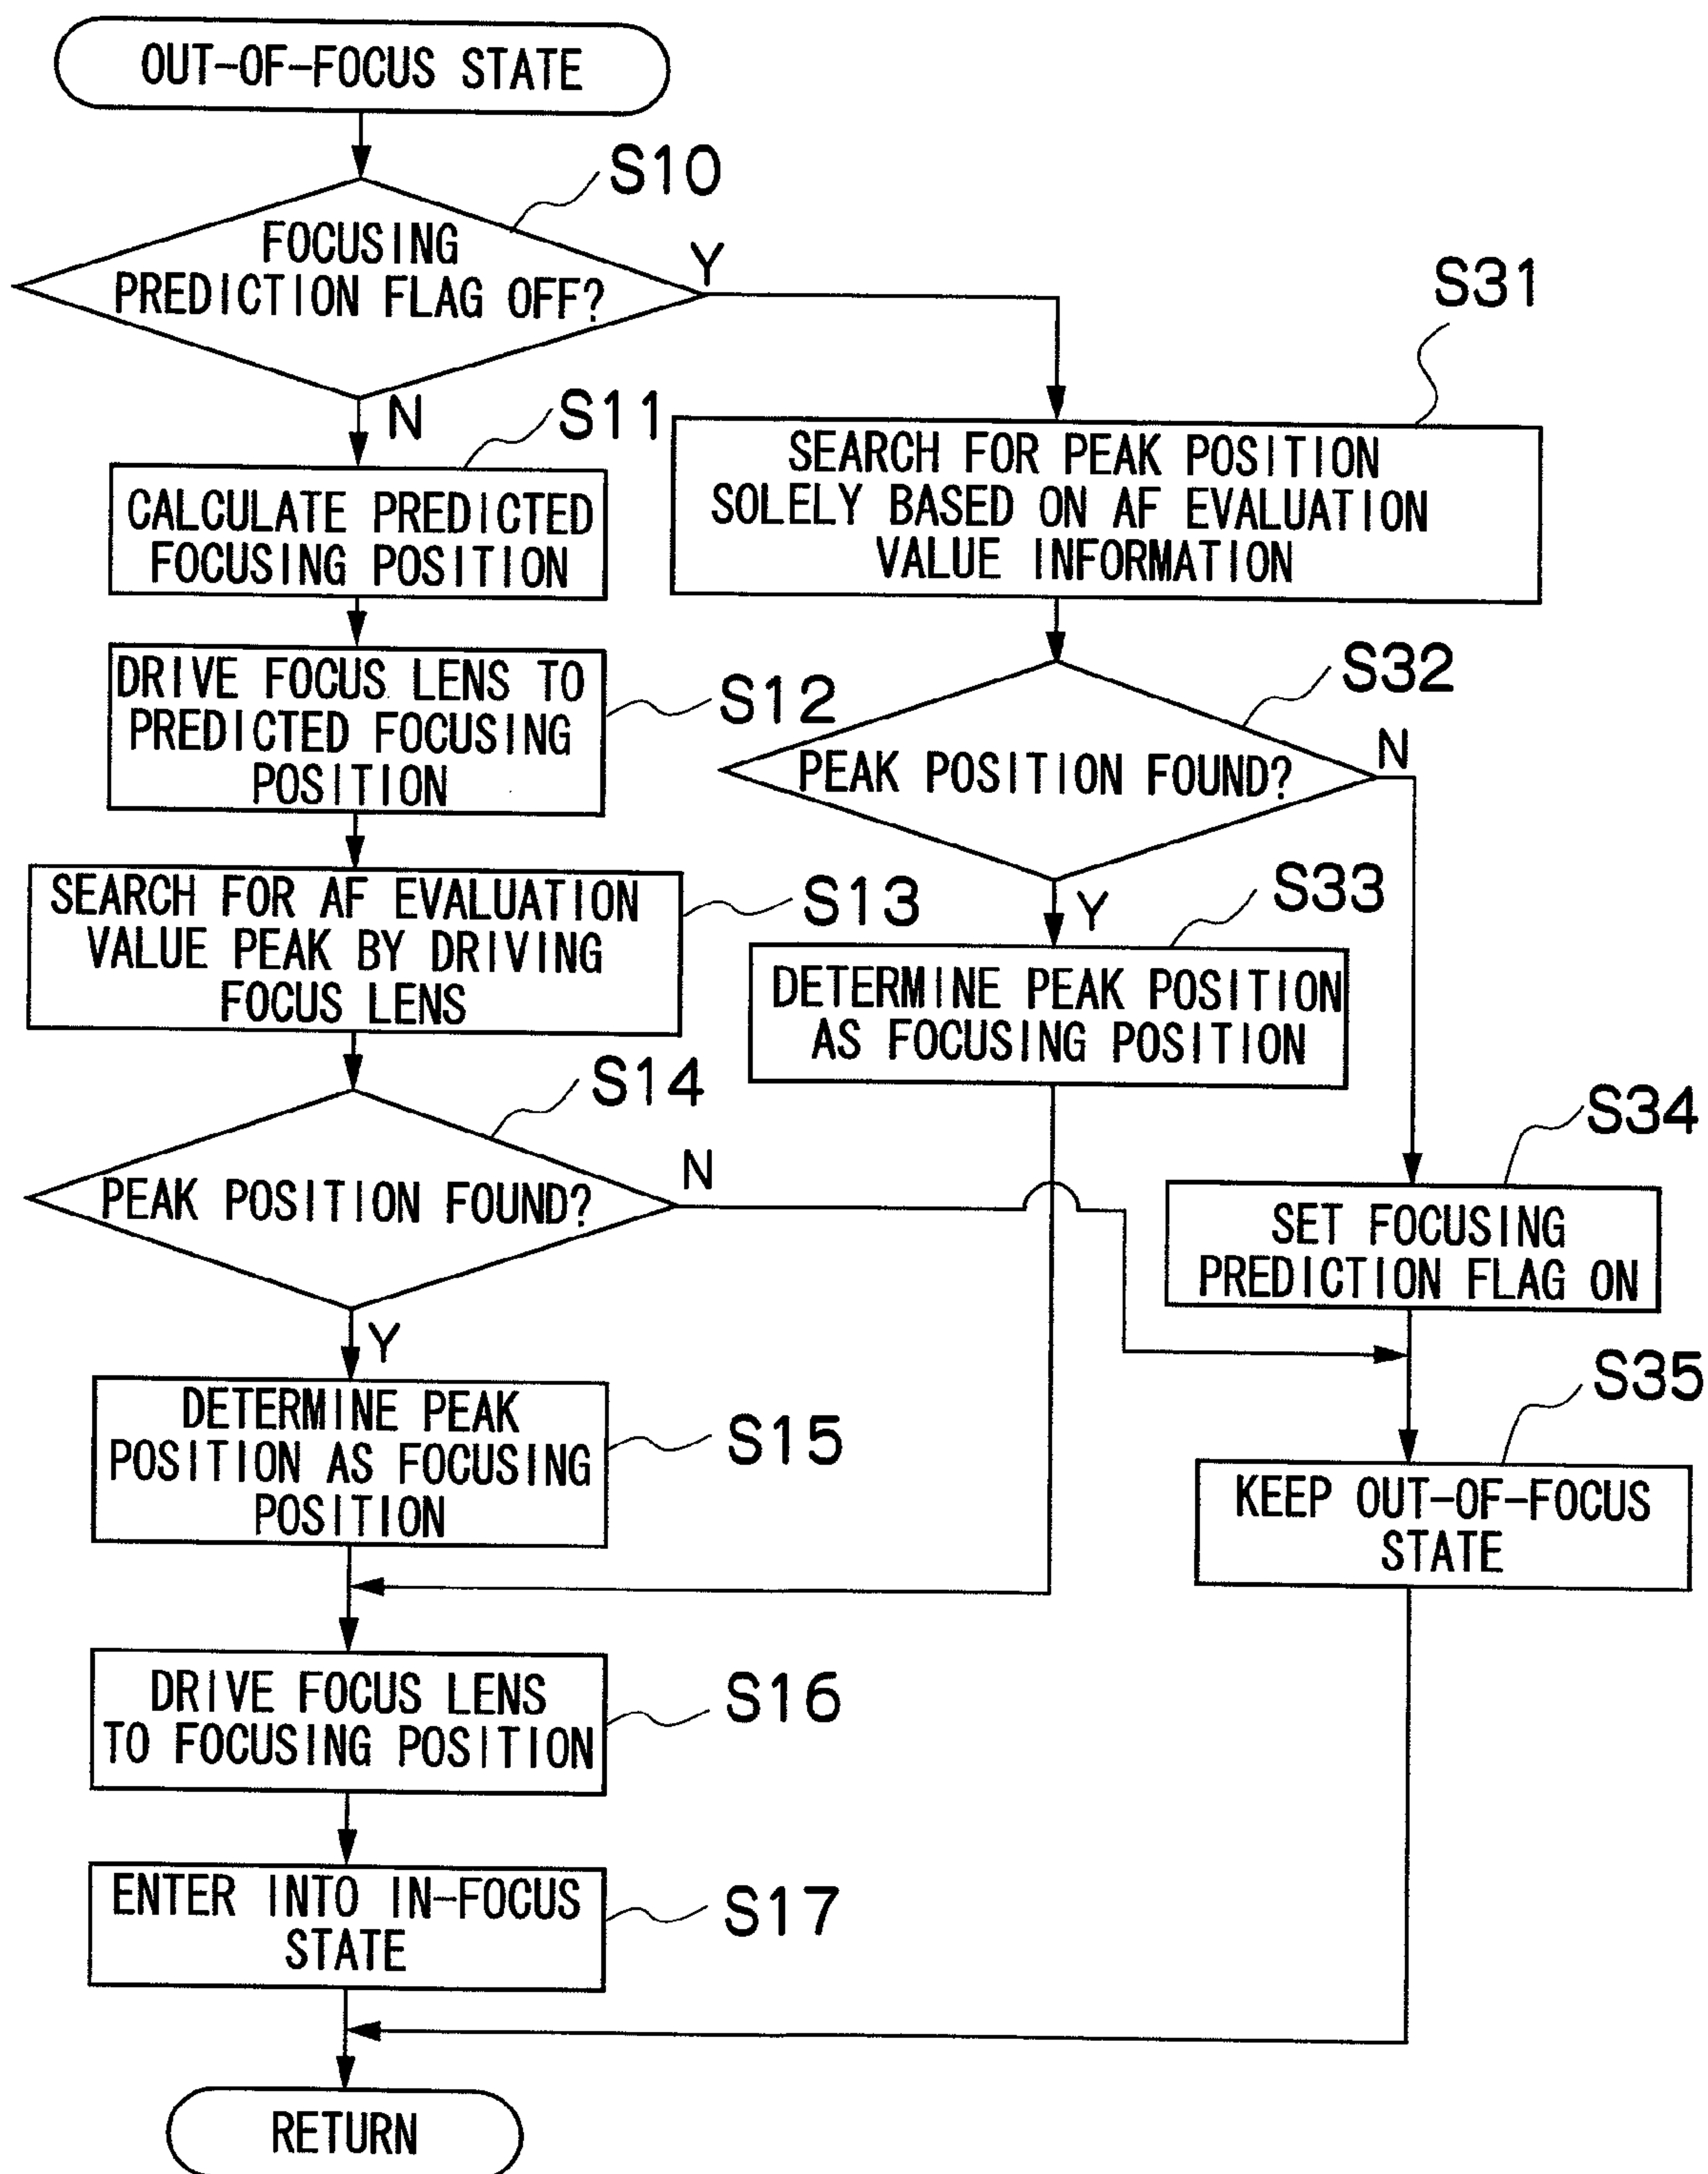 OUT-OF-FOCUS STATE
S10
FOCUSING
PREDICTION FLAG OFF?
Y
N
S11
CALCULATE PREDICTED
FOCUSING POSITION
DRIVE FOCUS LENS TO
PREDICTED FOCUSING
POSITION
S12
SEARCH FOR AF EVALUATION
VALUE PEAK BY DRIVING
FOCUS LENS
S13
S14
PEAK POSITION FOUND?
N
Y
DETERMINE PEAK
POSITION AS FOCUSING
POSITION
S15
DRIVE FOCUS LENS
TO FOCUSING POSITION
S16
ENTER INTO IN-FOCUS
STATE
S17
RETURN
S31
SEARCH FOR PEAK POSITION
SOLELY BASED ON AF EVALUATION
VALUE INFORMATION
S32
PEAK POSITION FOUND?
N
Y
S33
DETERMINE PEAK POSITION
AS FOCUSING POSITION
S34
SET FOCUSING
PREDICTION FLAG ON
S35
KEEP OUT-OF-FOCUS
STATE